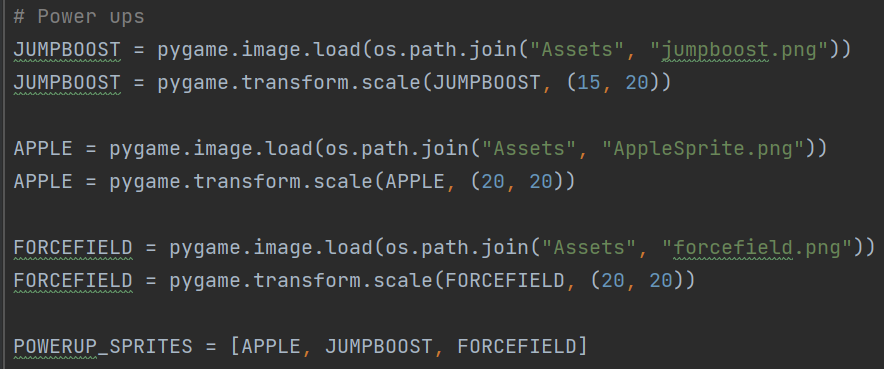 # Power ups
JUMPBOOST = pygame.image.load(os.path.join("Assets", "jumpboost.png"))
JUMPBOOST = pygame.transform.scale(JUMPBOOST, (15, 20))
APPLE = pygame.image.load(os.path.join("Assets", "AppleSprite.png"))
APPLE = pygame.transform.scale(APPLE, (20, 20))
FORCEFIELD = pygame.image.load(os.path.join("Assets", "forcefield.png"))
FORCEFIELD = pygame.transform.scale(FORCEFIELD, (20, 20))
POWERUP_SPRITES = [APPLE, JUMPBOOST, FORCEFIELD]